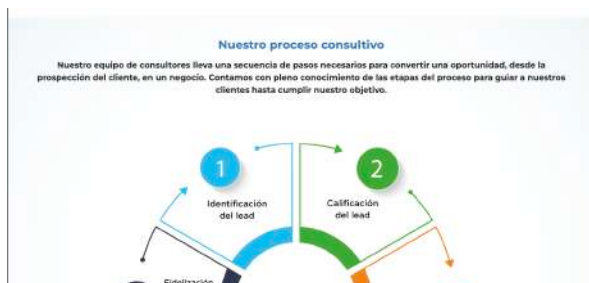 Nuestro proceso consultivo
Nuestro equipo de consultores lleva una secuencia de pasos necesarios para convertir una oportunidad, desde la
prospección del cliente, en un negocio. Contamos con pleno conocimiento de las etapas del proceso para guiar a nuestros
clientes hasta cumplir nuestro objetivo.
1
2
Identificación
del lead
Calificación
del lead
Fidelización